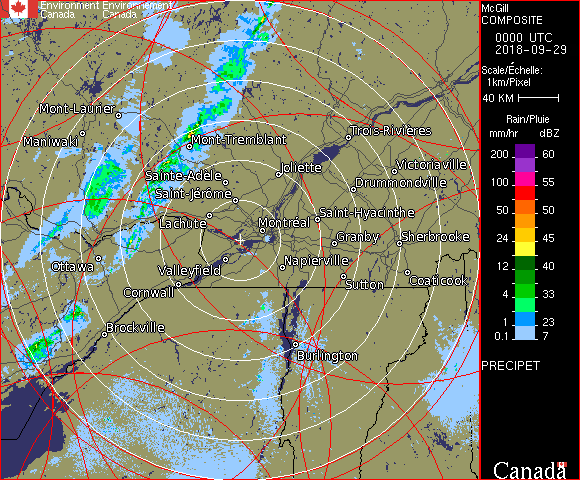 Environment Environnement
Canada Canada
McGill
COMPOSITE
0000 UTC
2018-09-29
Scale/Échelle:
1km/Pixel
40 KM
Rain/Pluie
mm/hr dBZ
200 60
100 55
50 50
24 45
12 40
4 33
1 23
0.1 7
PRECIPET
Canada
Mont-Laurier
Maniwaki
Mont-Tremblant
Trois-Rivières
Sainte-Adèle
Joliette
Victoriaville
Saint-Jérôme
Drummondville
Lachute
Montréal
Saint-Hyacinthe
Ottawa
Valleyfield
Granby
Sherbrooke
Napierville
Cornwall
Sutton
Coaticook
Brockville
Burlington